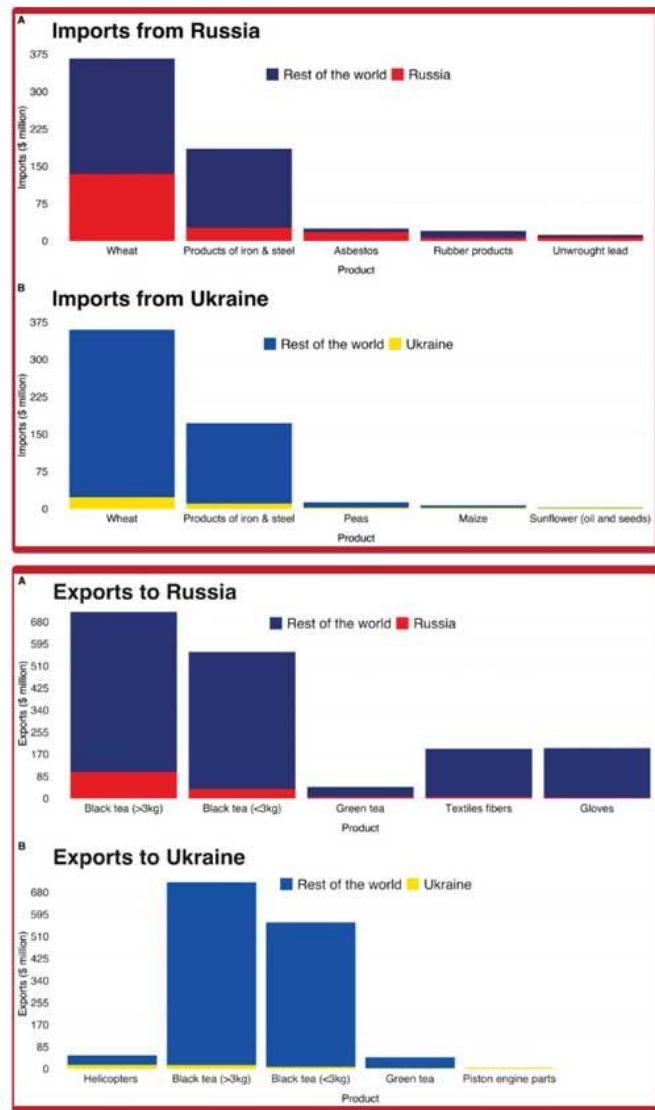 A
Imports from Russia
375
300
225
150
75
0
Imports ($ million)
Rest of the world Russia
Wheat Products of iron & steel Asbestos Rubber products Unwrought lead
Product
B
Imports from Ukraine
375
300
225
150
75
0
Imports ($ million)
Rest of the world Ukraine
Wheat Products of iron & steel Peas Maize Sunflower (oil and seeds)
Product
A
Exports to Russia
680
595
510
425
340
255
170
85
0
Exports ($ million)
Rest of the world Russia
Black tea (>3kg) Black tea (<3kg) Green tea Textiles fibers Gloves
Product
B
Exports to Ukraine
680
595
510
425
340
255
170
85
0
Exports ($ million)
Rest of the world Ukraine
Helicopters Black tea (>3kg) Black tea (<3kg) Green tea Piston engine parts
Product